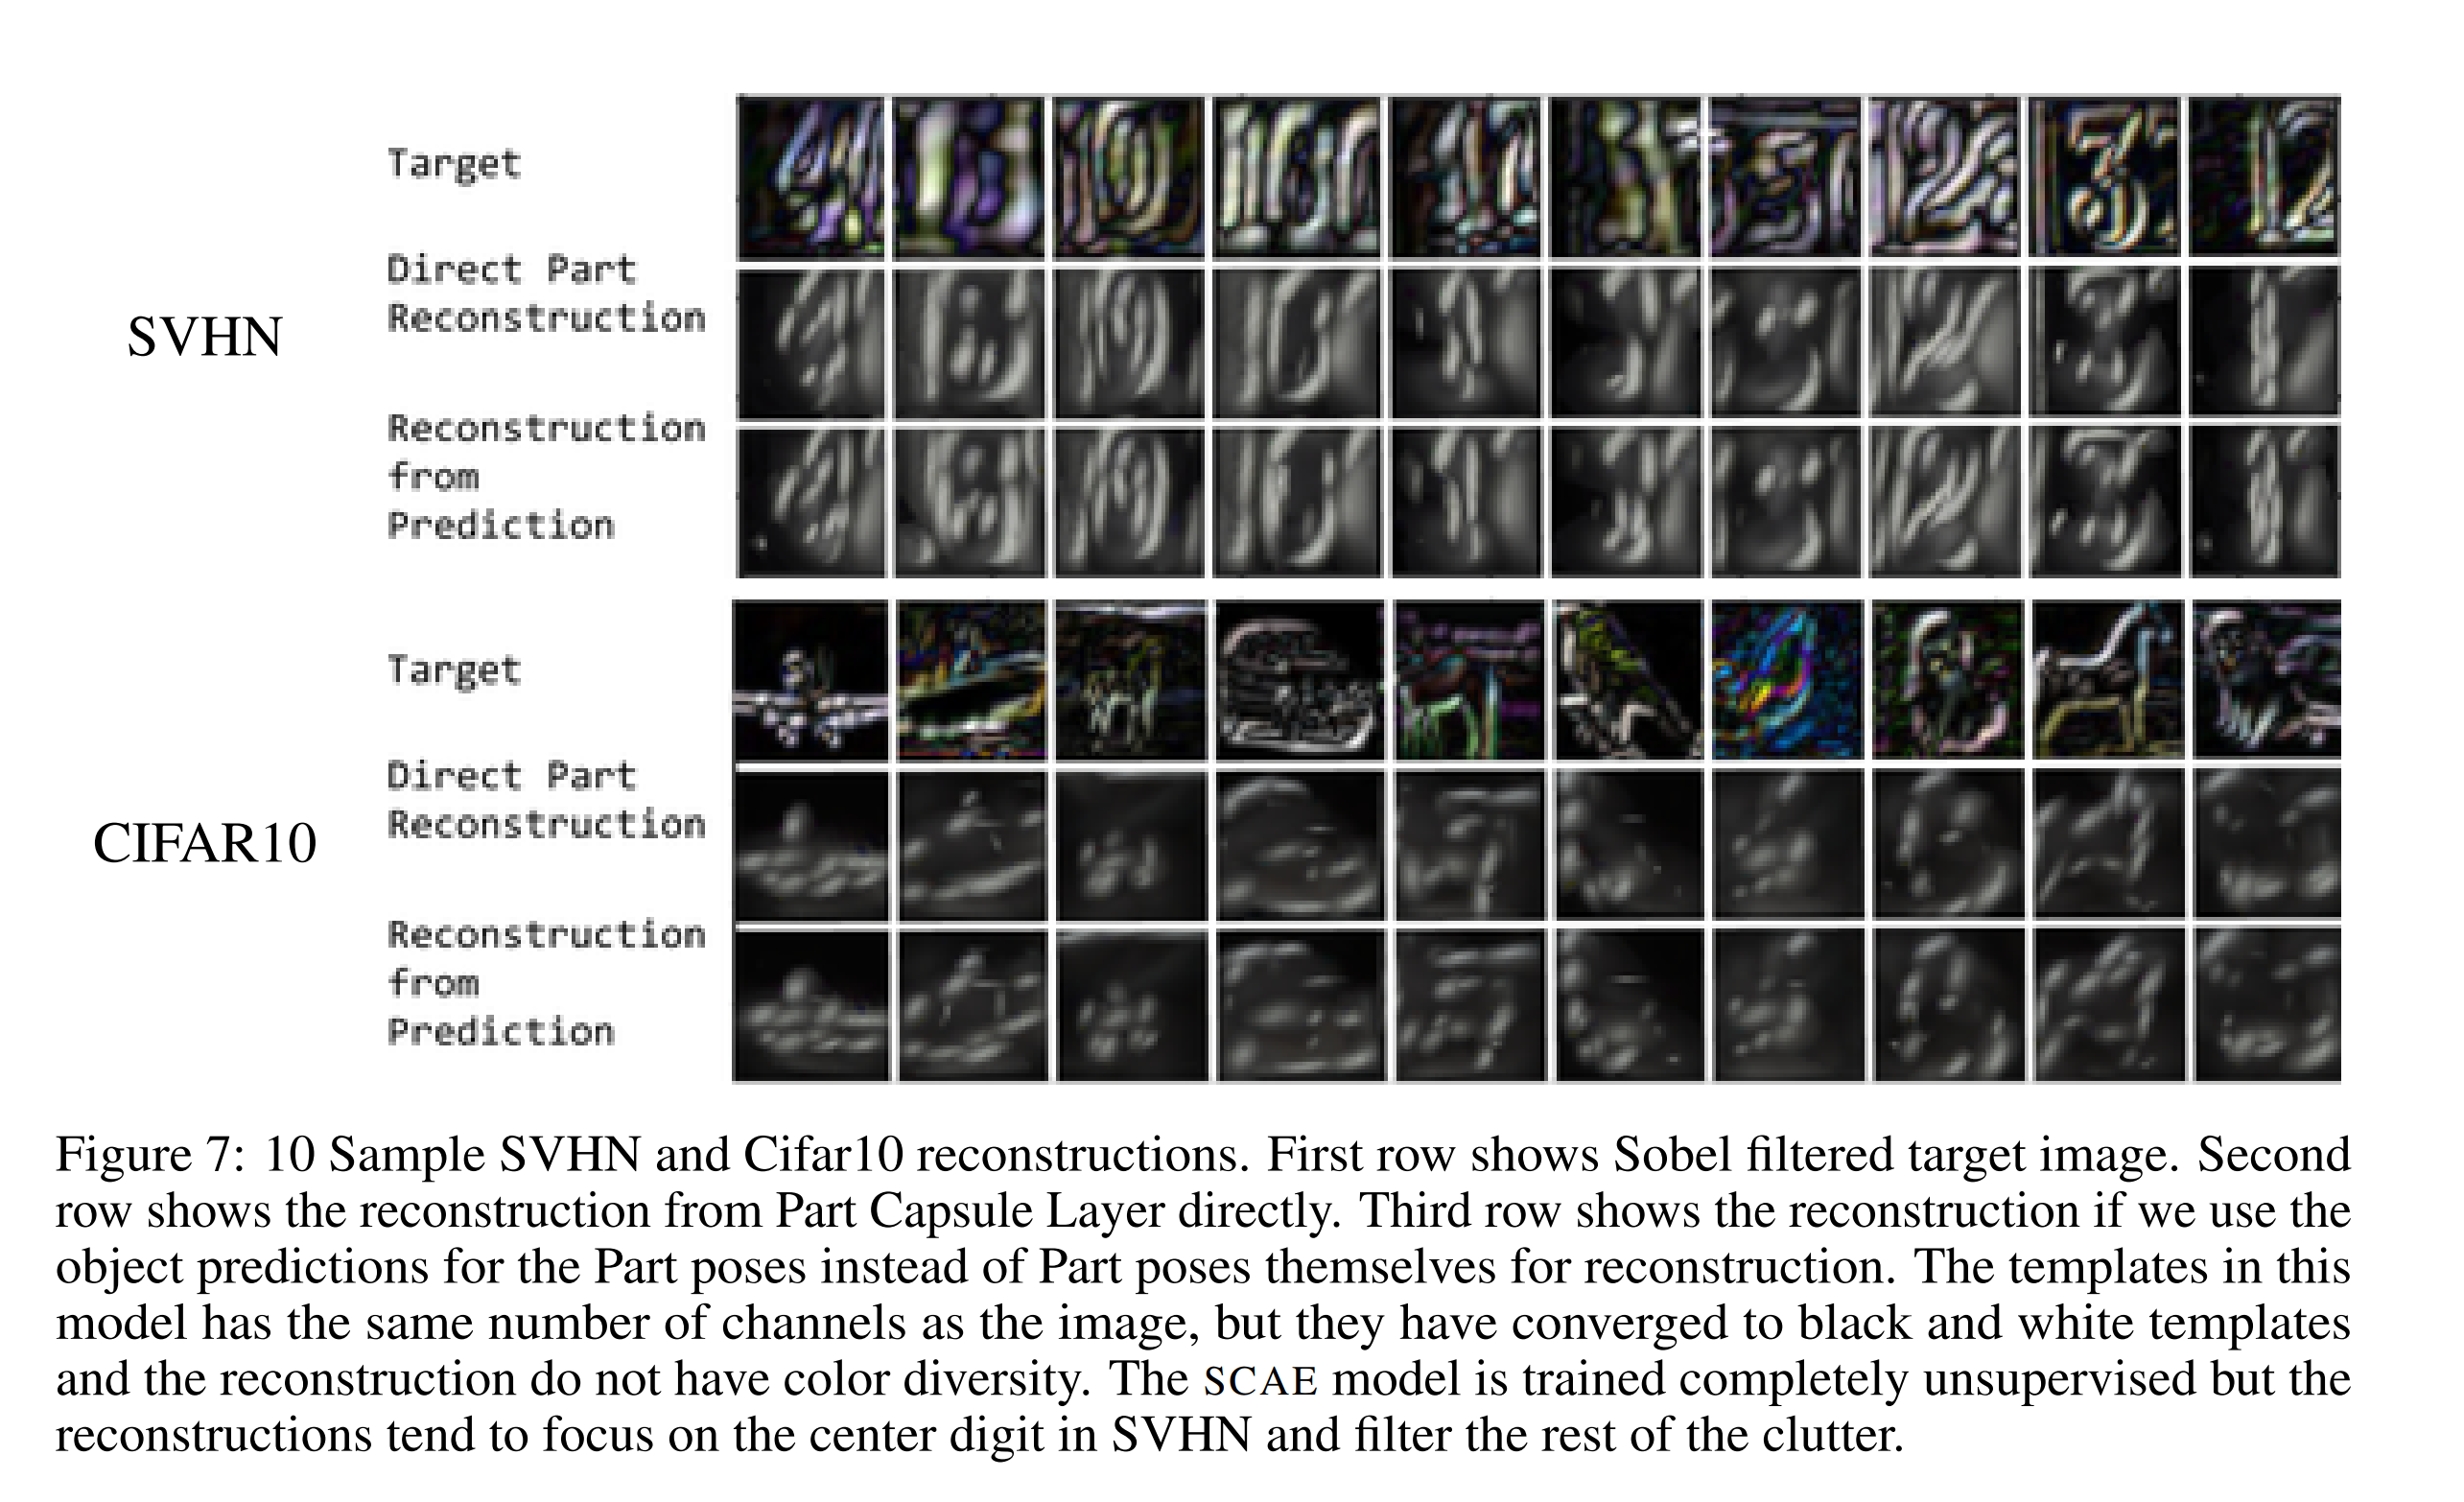 Target
Direct Part
Reconstruction
SVHN
Reconstruction
from
Prediction
Target
Direct Part
Reconstruction
CIFAR10
Reconstruction
from
Prediction
Figure 7: 10 Sample SVHN and Cifar10 reconstructions. First row shows Sobel filtered target image. Second
row shows the reconstruction from Part Capsule Layer directly. Third row shows the reconstruction if we use the
object predictions for the Part poses instead of Part poses themselves for reconstruction. The templates in this
model has the same number of channels as the image, but they have converged to black and white templates
and the reconstruction do not have color diversity. The SCAE model is trained completely unsupervised but the
reconstructions tend to focus on the center digit in SVHN and filter the rest of the clutter.